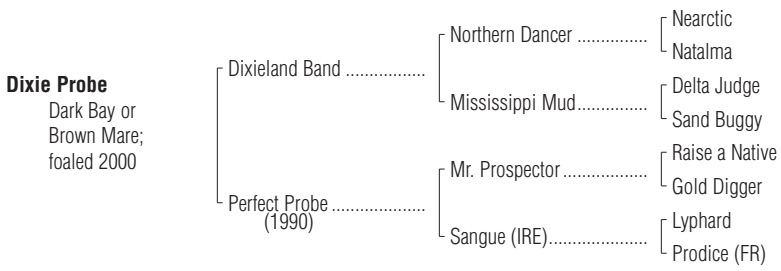 Nearctic
Northern Dancer ...............
Natalma
Dixieland Band .................
Delta Judge
Mississippi Mud...............
Sand Buggy
Dixie Probe
Dark Bay or
Brown Mare;
foaled 2000
Raise a Native
Mr. Prospector ..................
Gold Digger
Perfect Probe ....................
(1990)
Lyphard
Sangue (IRE).....................
Prodice (FR)